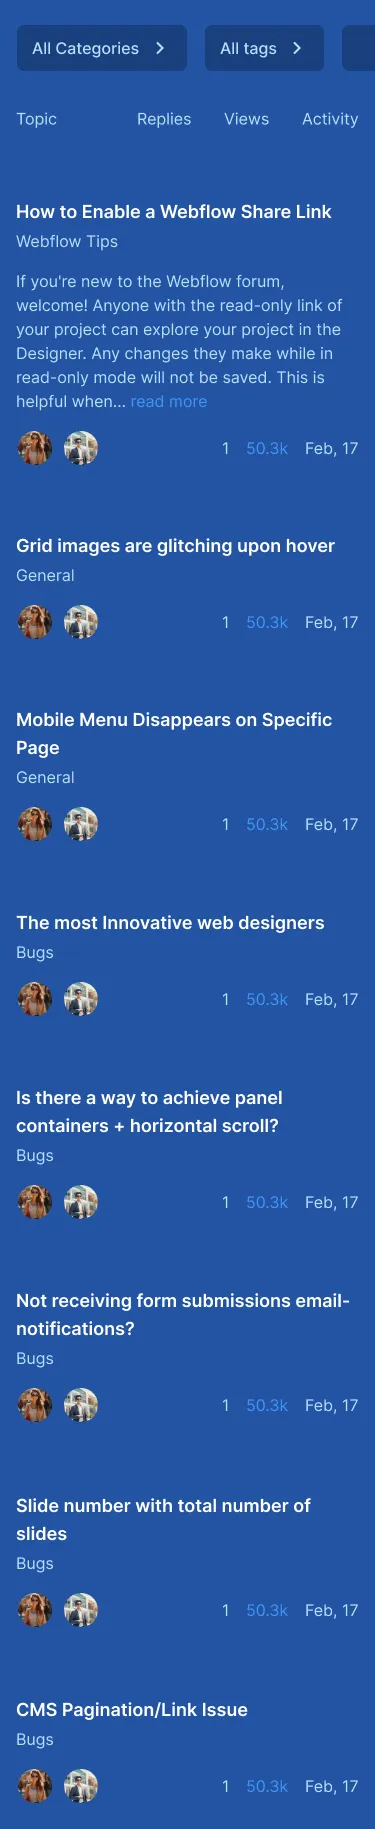 All Categories
All tags
Topic Replies Views Activity
How to Enable a Webflow Share Link
Webflow Tips
If you're new to the Webflow forum,
welcome! Anyone with the read-only link of
your project can explore your project in the
Designer. Any changes they make while in
read-only mode will not be saved. This is
helpful when... read more
1 50.3k Feb, 17
Grid images are glitching upon hover
General
1 50.3k Feb, 17
Mobile Menu Disappears on Specific
Page
General
1 50.3k Feb, 17
The most Innovative web designers
Bugs
1 50.3k Feb, 17
Is there a way to achieve panel
containers + horizontal scroll?
Bugs
1 50.3k Feb, 17
Not receiving form submissions email-
notifications?
Bugs
1 50.3k Feb, 17
Slide number with total number of
slides
Bugs
1 50.3k Feb, 17
CMS Pagination/Link Issue
Bugs
1 50.3k Feb, 17